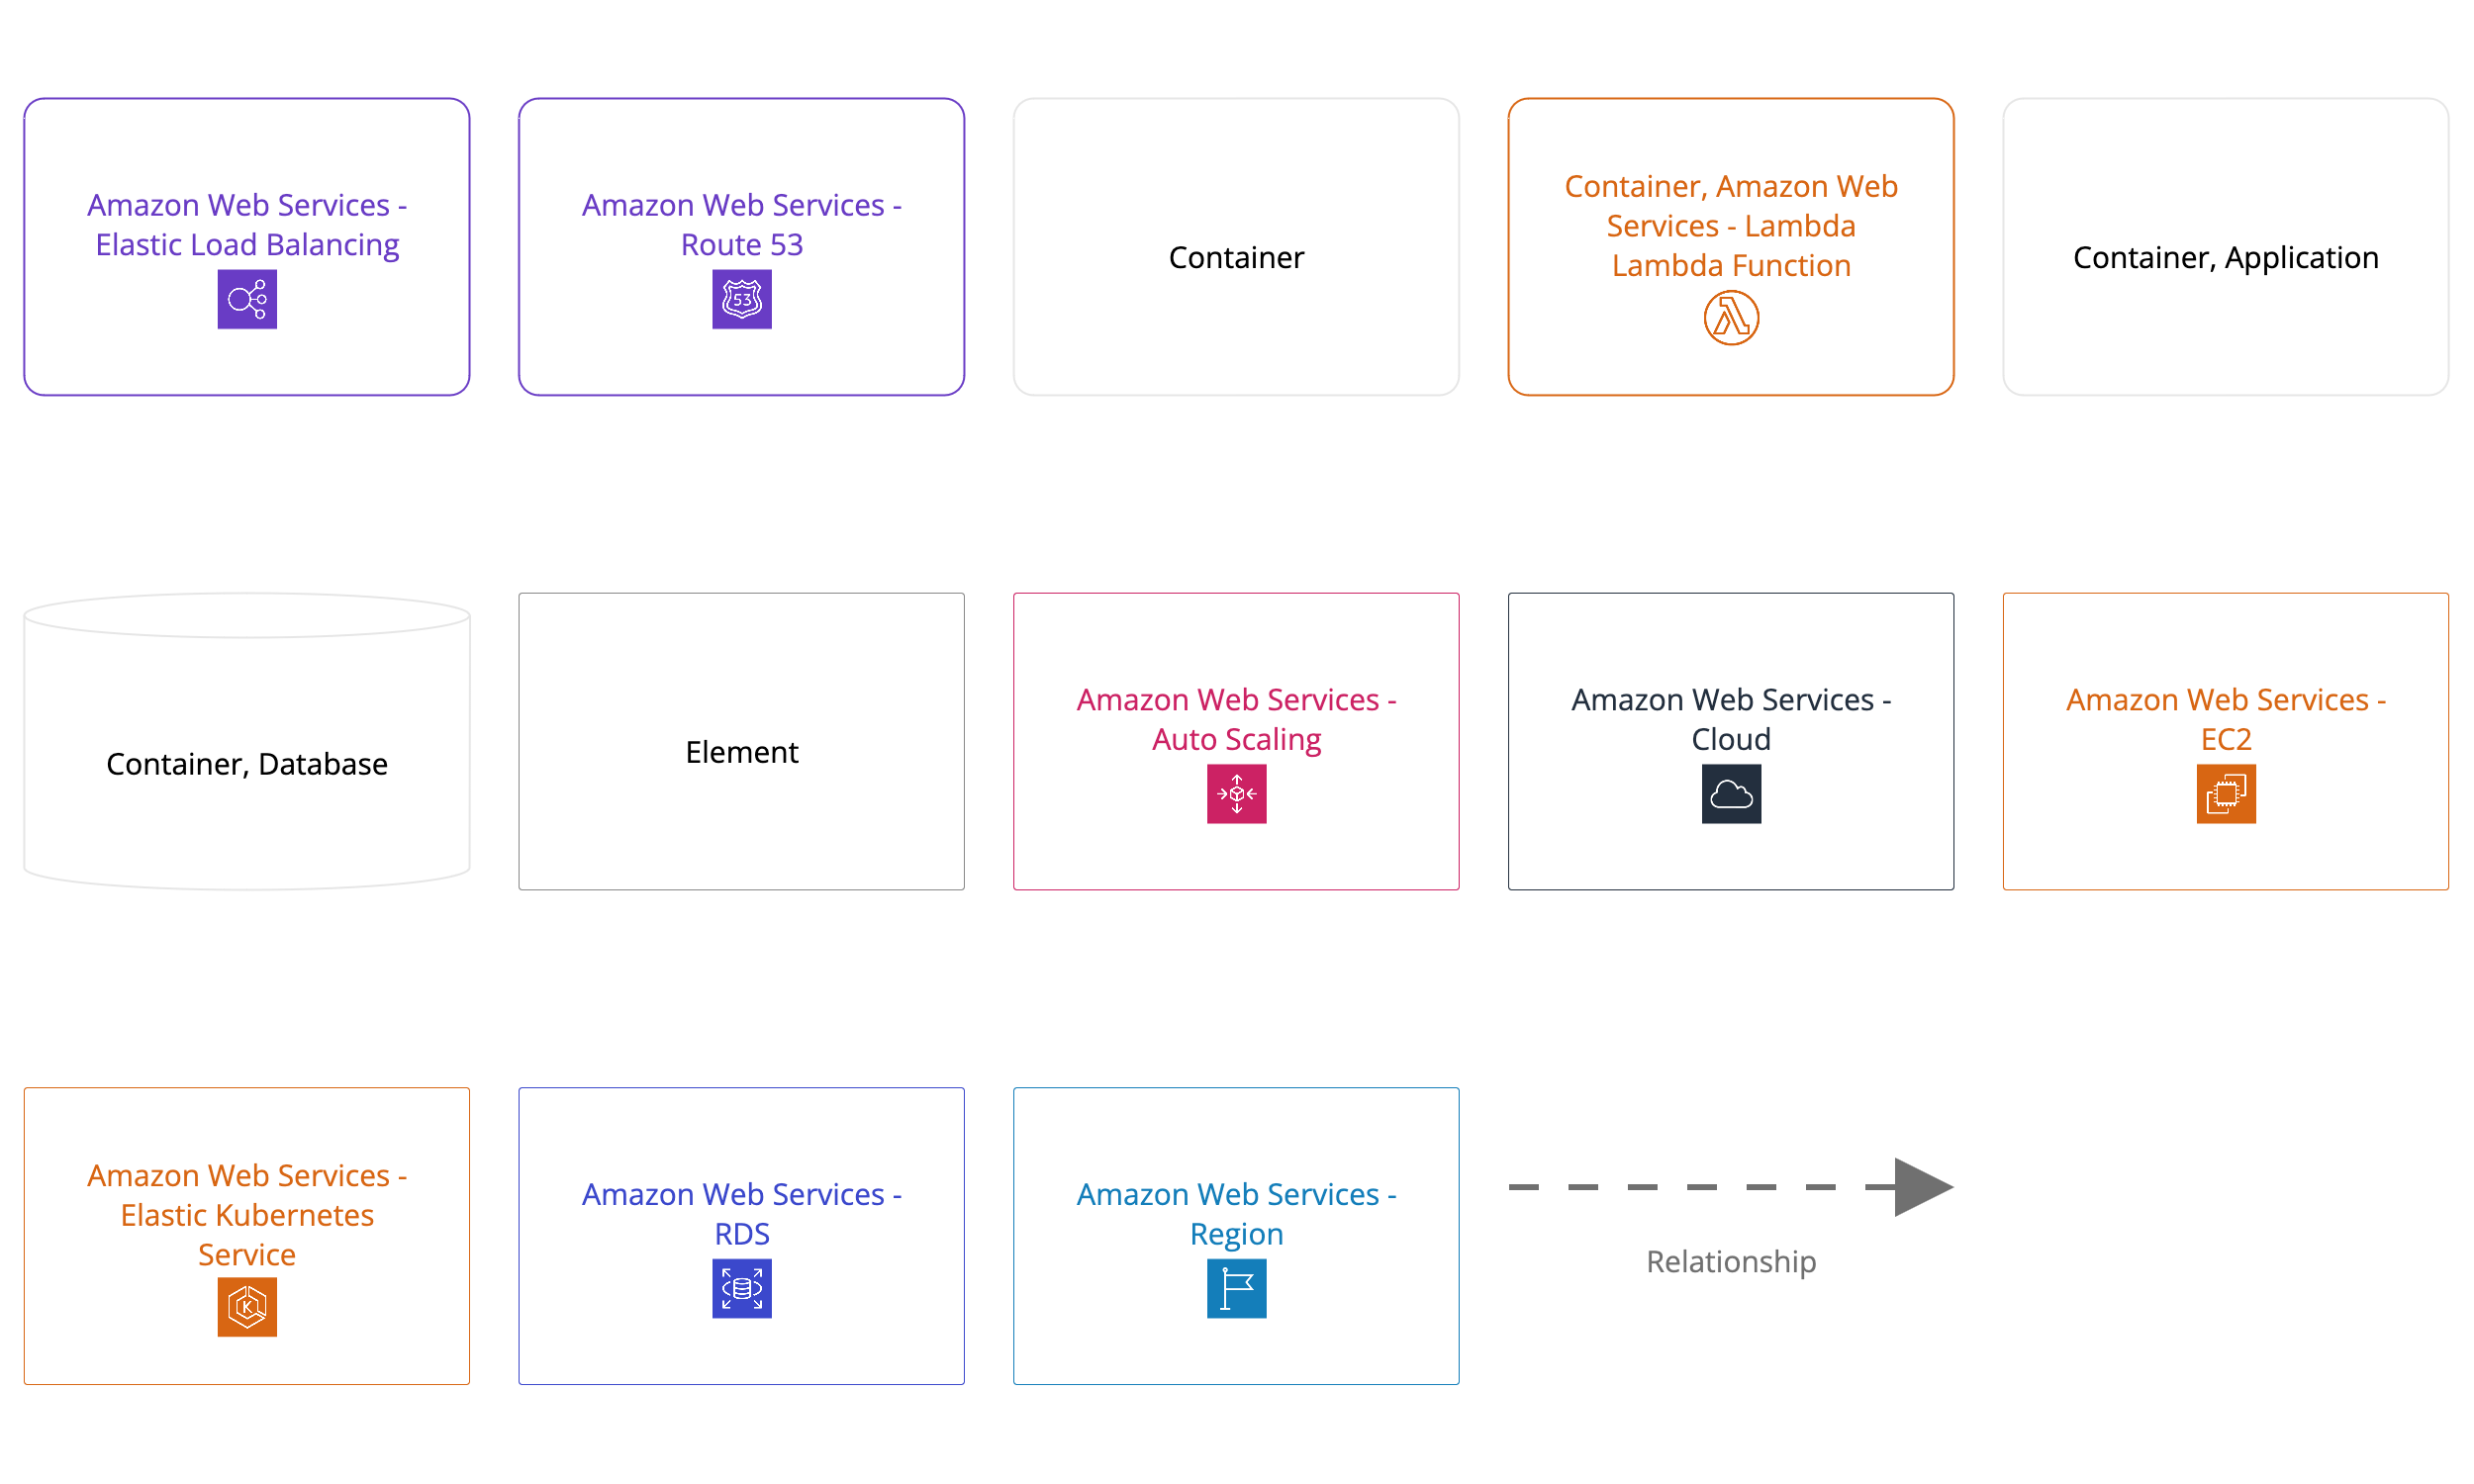 Amazon Web Services -
Elastic Load Balancing
Amazon Web Services -
Route 53
53
Container
Container, Amazon Web
Services - Lambda
Lambda Function
Container, Application
Container, Database
Element
Amazon Web Services -
Auto Scaling
Amazon Web Services -
Cloud
Amazon Web Services -
EC2
Amazon Web Services -
Elastic Kubernetes
Service
K
Amazon Web Services -
RDS
Amazon Web Services -
Region
Relationship